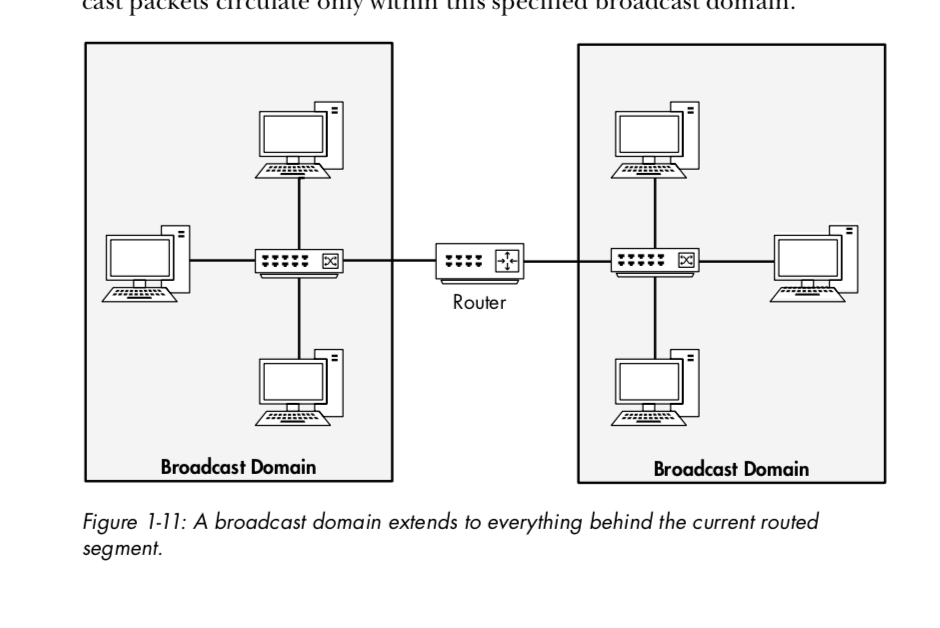 cast packets circulate only within this specified broadcast domain.
Router
Broadcast Domain
Broadcast Domain
Figure 1-11: A broadcast domain extends to everything behind the current routed
segment.